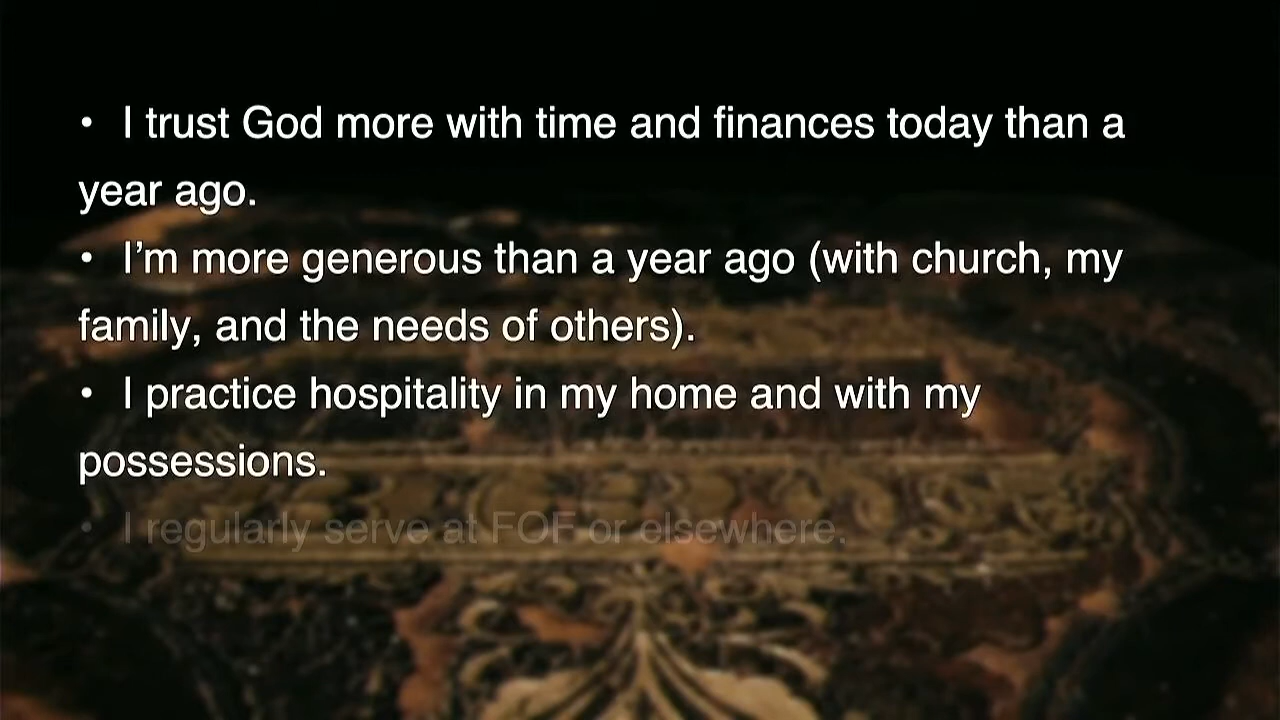 • I trust God more with time and finances today than a
year ago.
• I’m more generous than a year ago (with church, my
family, and the needs of others).
• I practice hospitality in my home and with my
possessions.
• I regularly serve at FOF or elsewhere.